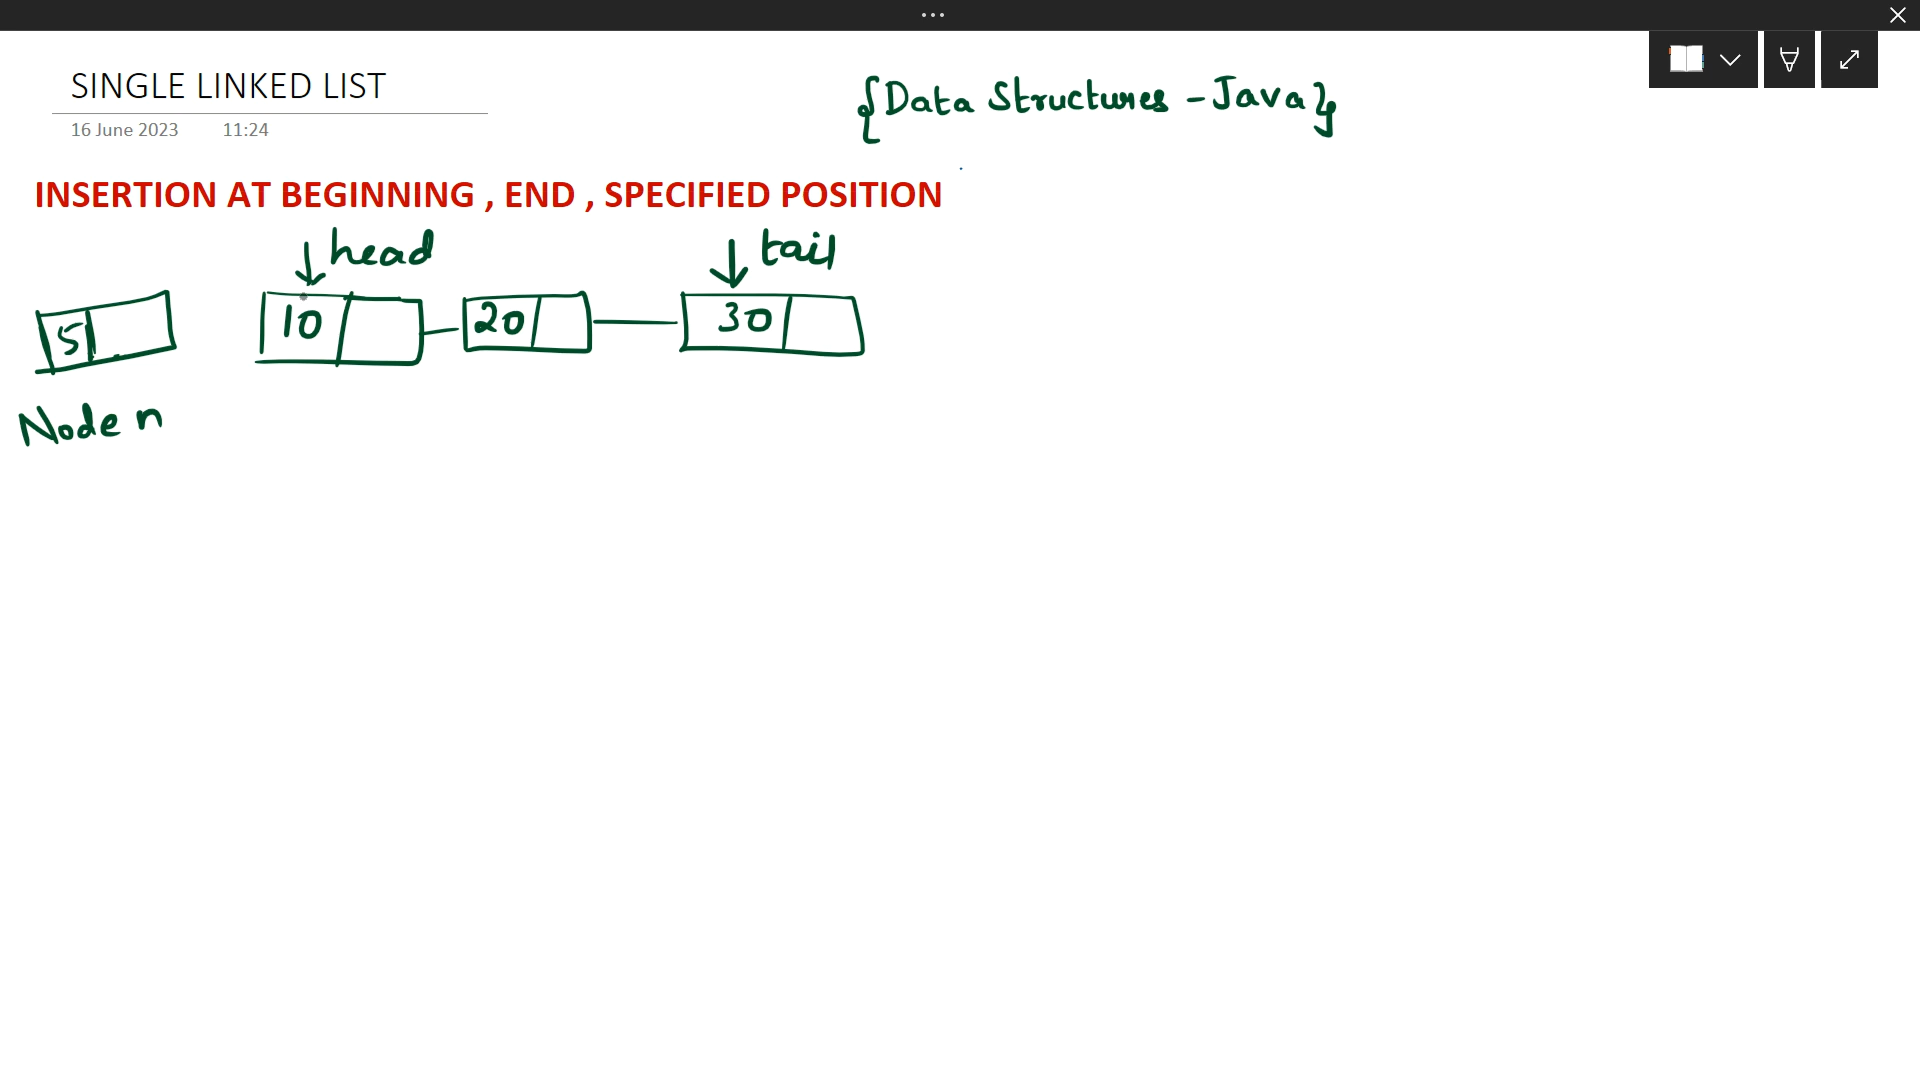 SINGLE LINKED LIST
{Data Structures - Java}
16 June 2023 11:24
INSERTION AT BEGINNING , END , SPECIFIED POSITION
head
tail
5
10
20
30
Node n